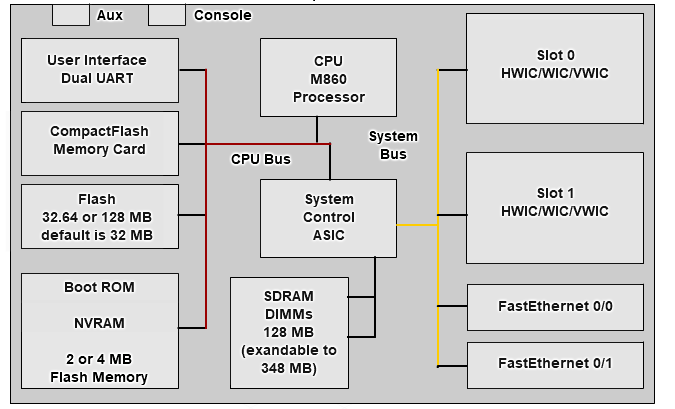 Aux
Console
User Interface
Dual UART
CompactFlash
Memory Card
Flash
32.64 or 128 MB
default is 32 MB
Boot ROM
NVRAM
2 or 4 MB
Flash Memory
CPU
M860
Processor
CPU Bus
System
Bus
System
Control
ASIC
SDRAM
DIMMs
128 MB
(exandable to
348 MB)
Slot 0
HWIC/WIC/VWIC
Slot 1
HWIC/WIC/VWIC
FastEthernet 0/0
FastEthernet 0/1